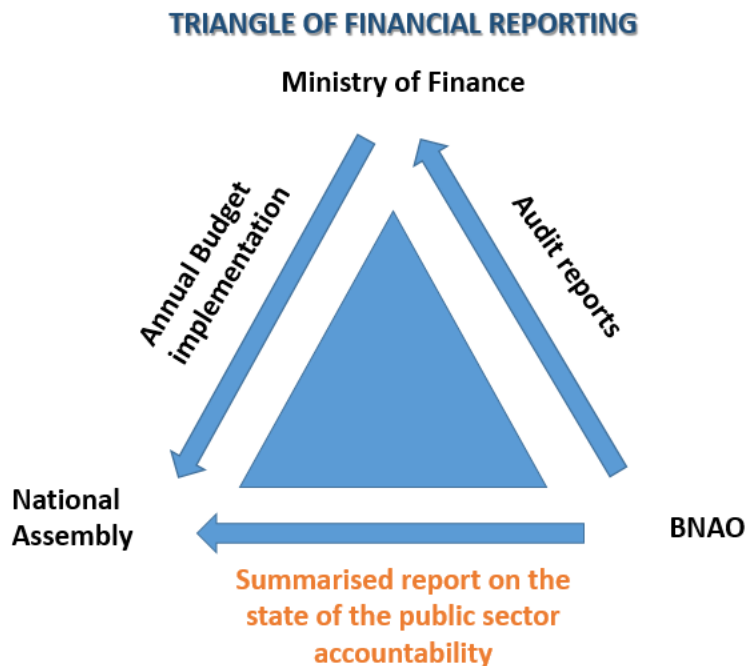 TRIANGLE OF FINANCIAL REPORTING
Ministry of Finance
Annual Budget
implementation
Audit reports
National
Assembly
BNAO
Summarised report on the
state of the public sector
accountability